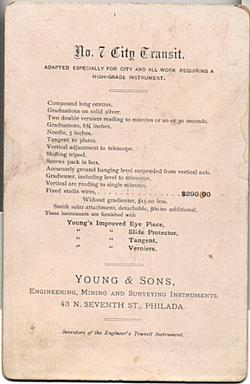 No. 7 City Transit.
ADAPTED ESPECIALLY FOR CITY AND ALL WORK REQUIRING A
HIGH-GRADE INSTRUMENT.
Compound long centres.
Graduations on solid silver.
Two double verniers reading to minutes or 20 or 30 seconds.
Graduations, 6¼ inches.
Needle, 5 inches.
Tangent to plates.
Vertical adjustment to telescope.
Shifting tripod.
Screws pack in box.
Accurately ground hanging level suspended from vertical axis.
Gradienter, including level to telescope.
Vertical arc reading to single minutes.
Fixed stadia wires, $290.00
Without gradienter, $15.00 less.
Smith solar attachment, detachable, $60.00 additional.
These instruments are furnished with
Young's Improved Eye Piece,
" " Slide Protector,
" " Tangent,
" " Verniers.
YOUNG & SONS,
ENGINEERING, MINING AND SURVEYING INSTRUMENTS.
43 N. SEVENTH ST., PHILADA.
Inventors of the Engineer's Transit Instrument.